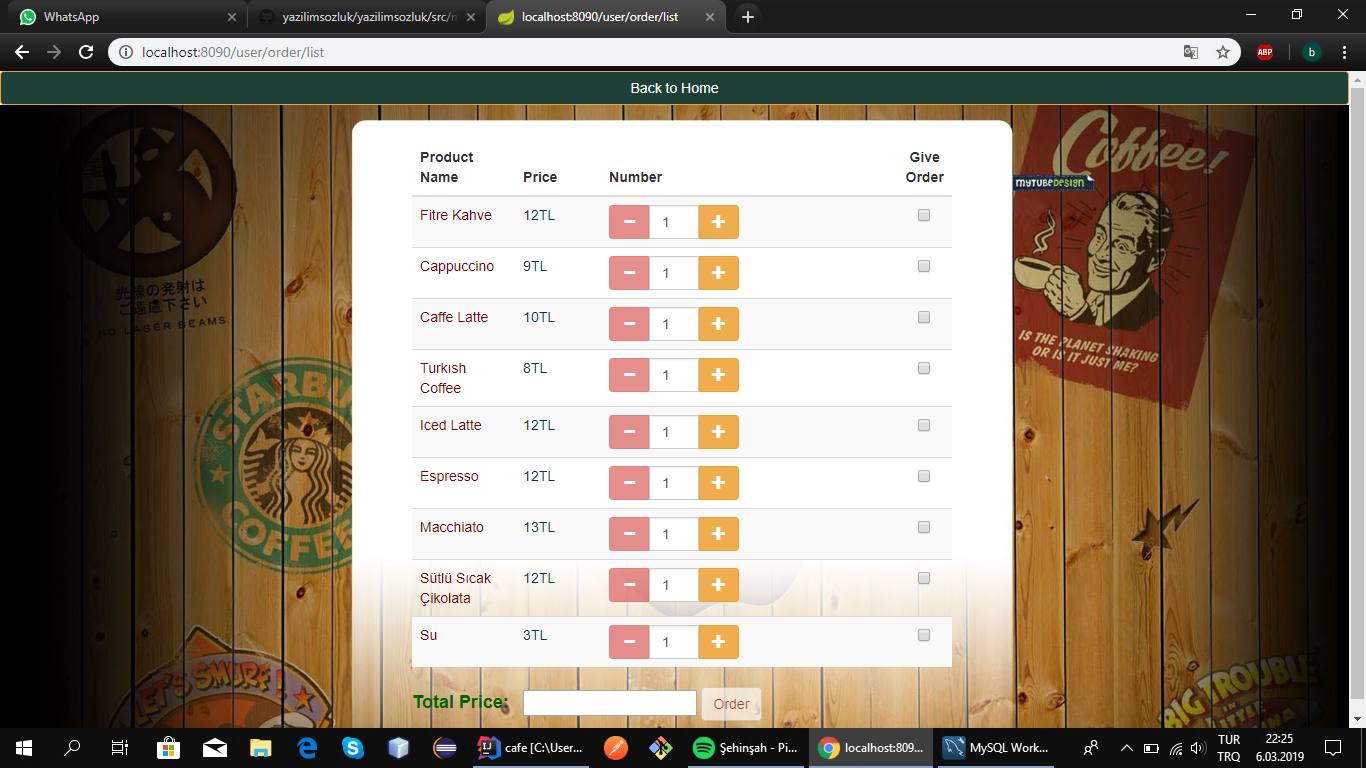 WhatsApp
yazilimsozluk/yazilimsozluk/src/m
localhost:8090/user/order/list
localhost:8090/user/order/list
ABP
b
Back to Home
Product Name
Price
Number
Give Order
Fitre Kahve
12TL
1
Cappuccino
9TL
1
Caffe Latte
10TL
1
Turkısh Coffee
8TL
1
Iced Latte
12TL
1
Espresso
12TL
1
Macchiato
13TL
1
Sütlü Sıcak Çikolata
12TL
1
Su
3TL
1
Total Price:
Order
光線の発射は
ご遠慮下さい
NO LASER BEAMS.
STARBU
COFFEE
LET'S SMURF!
Coffee!
MYTUBEDESIGN
IS THE PLANET SHAKING
OR IS IT JUST ME?
BIG TROUBLE
IN
LITTLE
cafe [C:\User...
Şehinşah - Pi...
localhost:809...
MySQL Work...
TUR
TRQ
22:25
6.03.2019